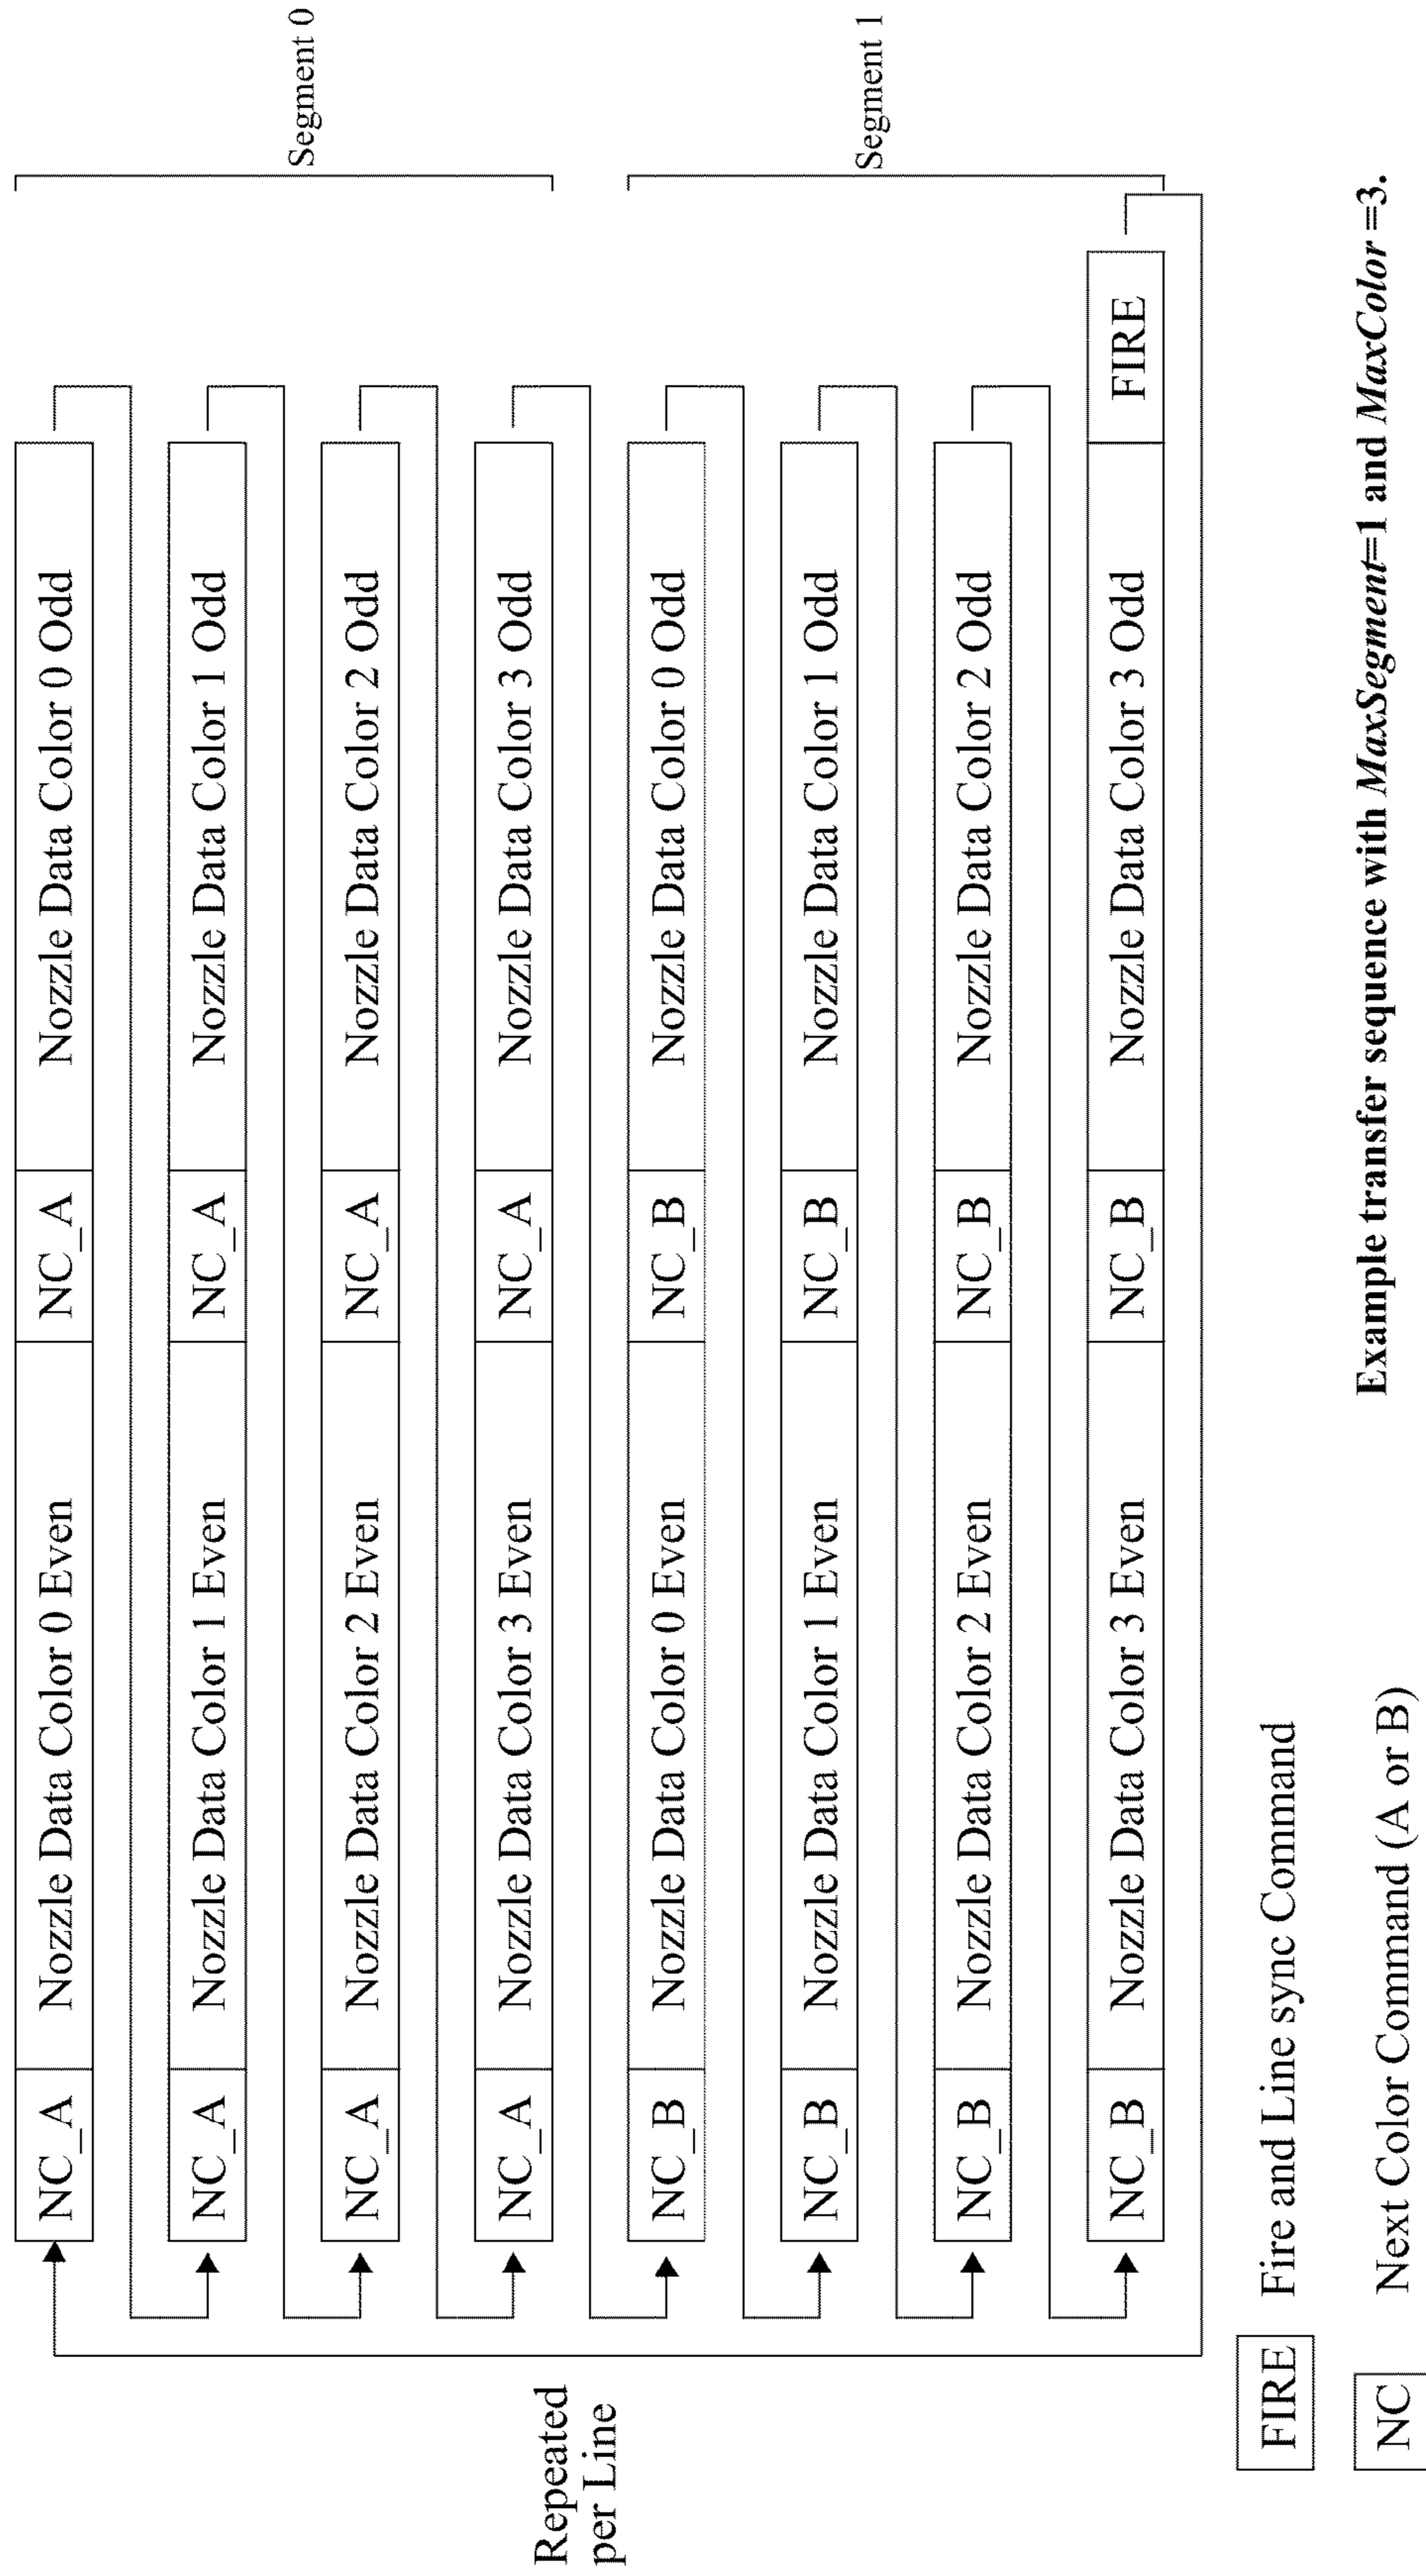 NC_A Nozzle Data Color 0 Even NC_A Nozzle Data Color 0 Odd
NC_A Nozzle Data Color 1 Even NC_A Nozzle Data Color 1 Odd
NC_A Nozzle Data Color 2 Even NC_A Nozzle Data Color 2 Odd
NC_A Nozzle Data Color 3 Even NC_A Nozzle Data Color 3 Odd
Segment 0
Repeated
per Line
NC_B Nozzle Data Color 0 Even NC_B Nozzle Data Color 0 Odd
NC_B Nozzle Data Color 1 Even NC_B Nozzle Data Color 1 Odd
NC_B Nozzle Data Color 2 Even NC_B Nozzle Data Color 2 Odd
NC_B Nozzle Data Color 3 Even NC_B Nozzle Data Color 3 Odd FIRE
Segment 1
FIRE Fire and Line sync Command
NC Next Color Command (A or B)
Example transfer sequence with MaxSegment=1 and MaxColor =3.